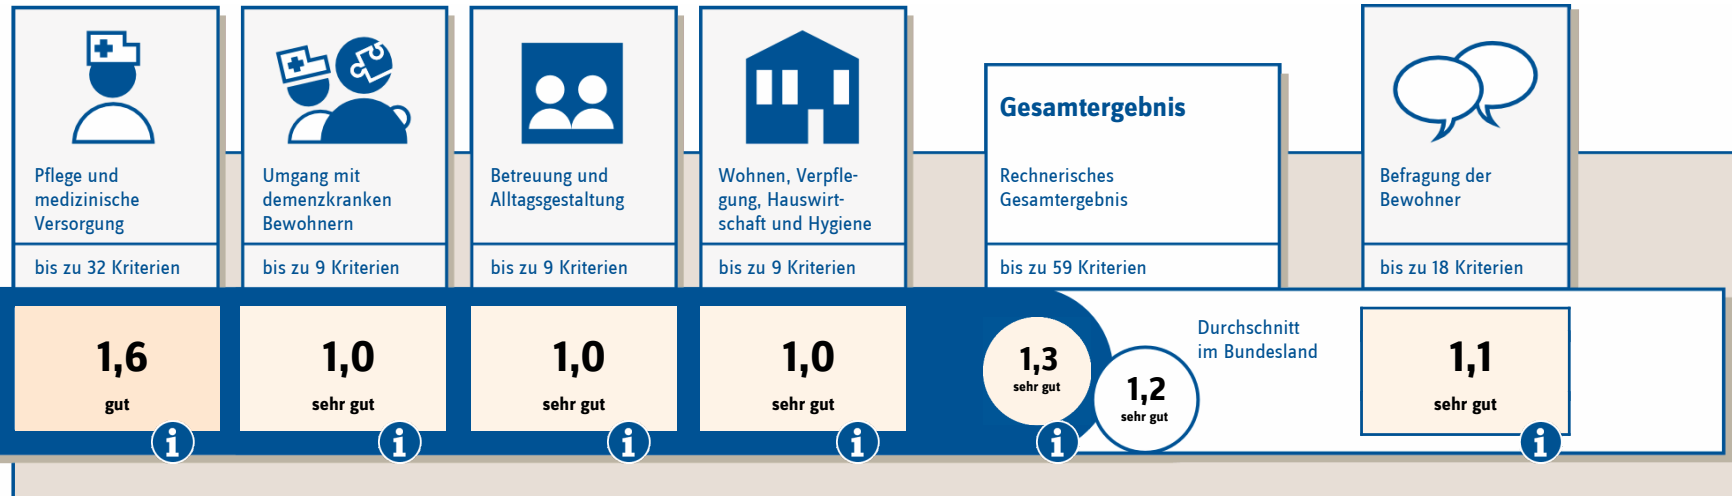 Pflege und
medizinische
Versorgung
bis zu 32 Kriterien
1,6
gut
Umgang mit
demenzkranken
Bewohnern
bis zu 9 Kriterien
1,0
sehr gut
Betreuung und
Alltagsgestaltung
bis zu 9 Kriterien
1,0
sehr gut
Wohnen, Verpfle-
gung, Hauswirt-
schaft und Hygiene
bis zu 9 Kriterien
1,0
sehr gut
Gesamtergebnis
Rechnerisches
Gesamtergebnis
bis zu 59 Kriterien
1,3
sehr gut
1,2
sehr gut
Durchschnitt
im Bundesland
Befragung der
Bewohner
bis zu 18 Kriterien
1,1
sehr gut